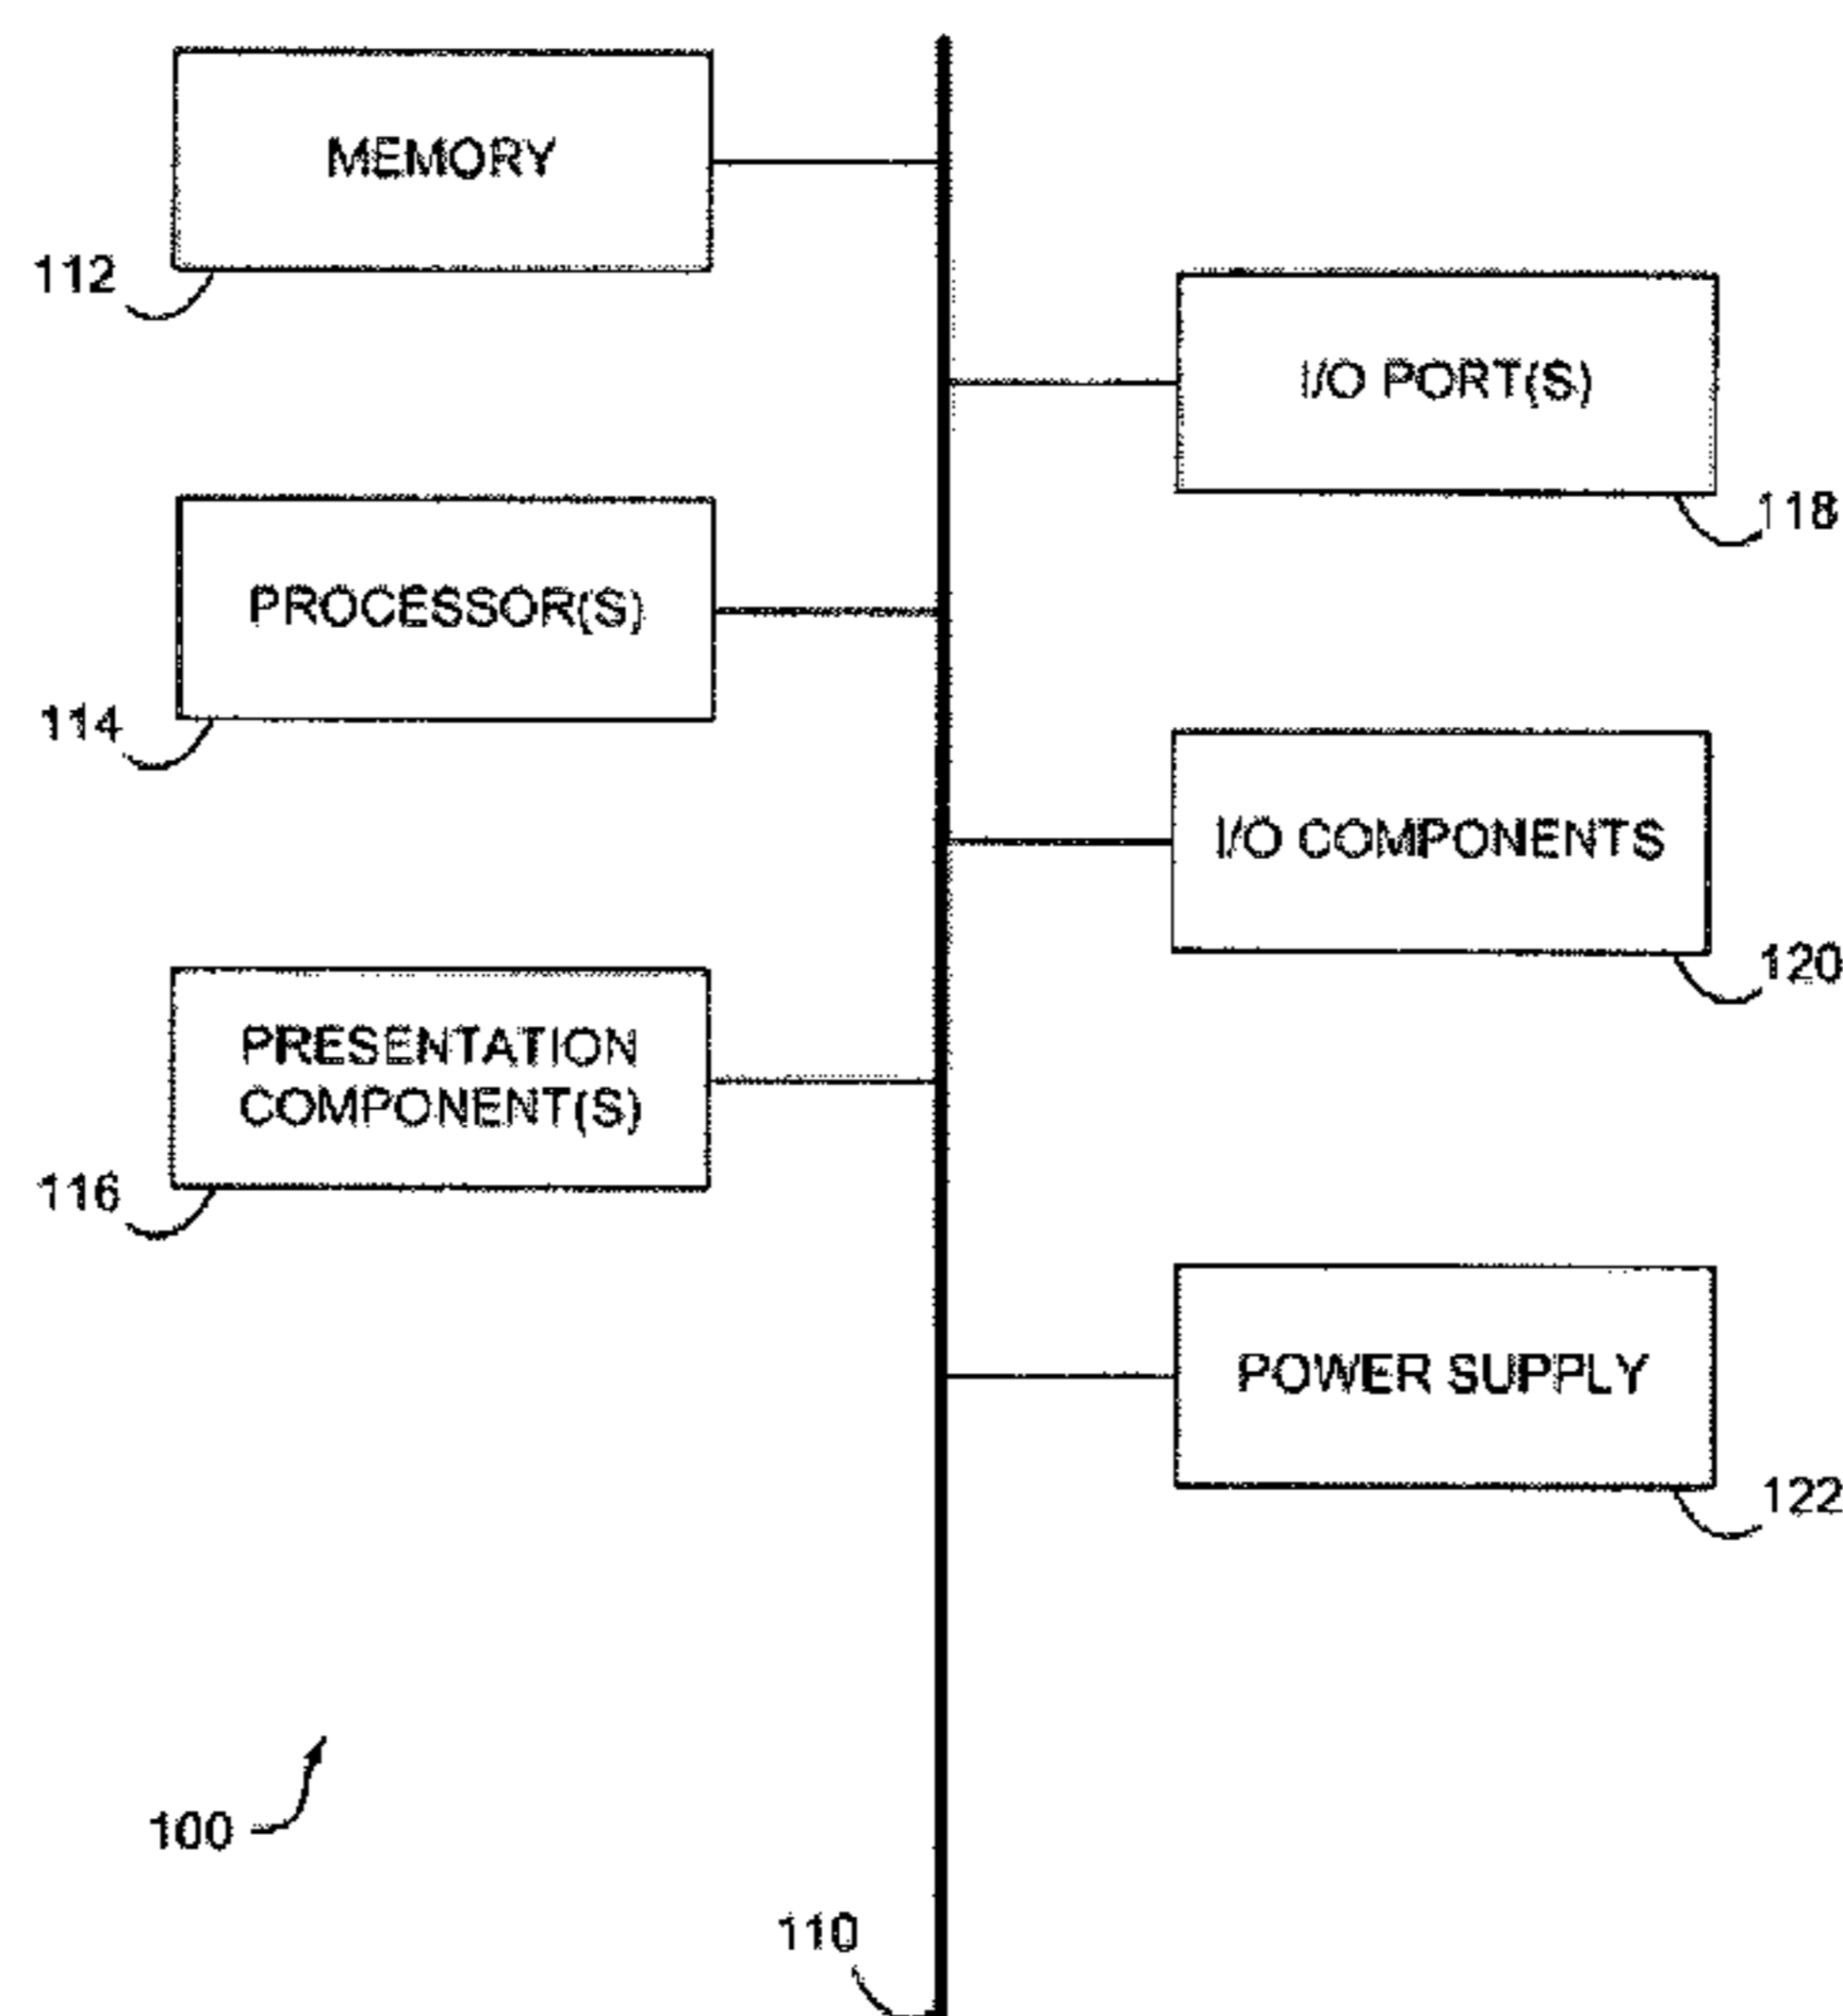 MEMORY
112
I/O PORT(S)
118
PROCESSOR(S)
114
I/O COMPONENTS
120
PRESENTATION
COMPONENT(S)
116
POWER SUPPLY
122
100
110